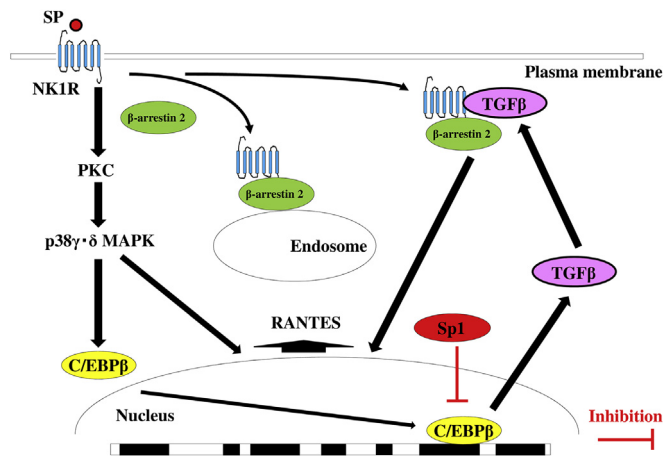 SP
NK1R
Plasma membrane
TGFβ
β-arrestin 2
β-arrestin 2
PKC
β-arrestin 2
p38γ・δ MAPK
Endosome
TGFβ
RANTES
Sp1
C/EBPβ
Nucleus
Inhibition
C/EBPβ